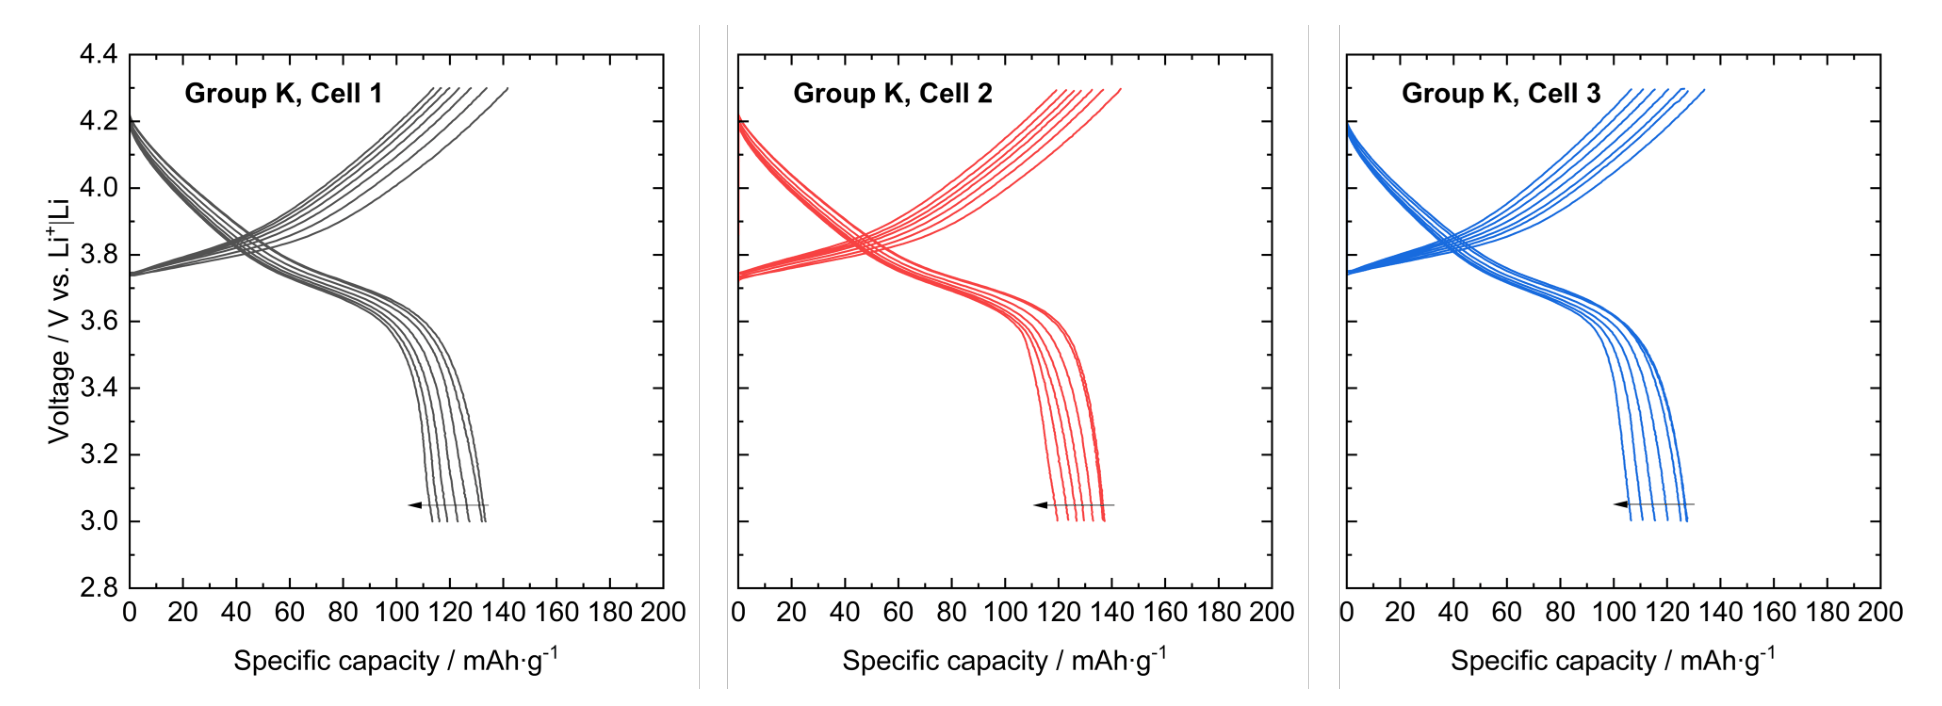 Group K, Cell 1
Group K, Cell 2
Group K, Cell 3
Voltage / V vs. Li⁺|Li
4.4
4.2
4.0
3.8
3.6
3.4
3.2
3.0
2.8
0 20 40 60 80 100 120 140 160 180 200
0 20 40 60 80 100 120 140 160 180 200
0 20 40 60 80 100 120 140 160 180 200
Specific capacity / mAh·g⁻¹
Specific capacity / mAh·g⁻¹
Specific capacity / mAh·g⁻¹